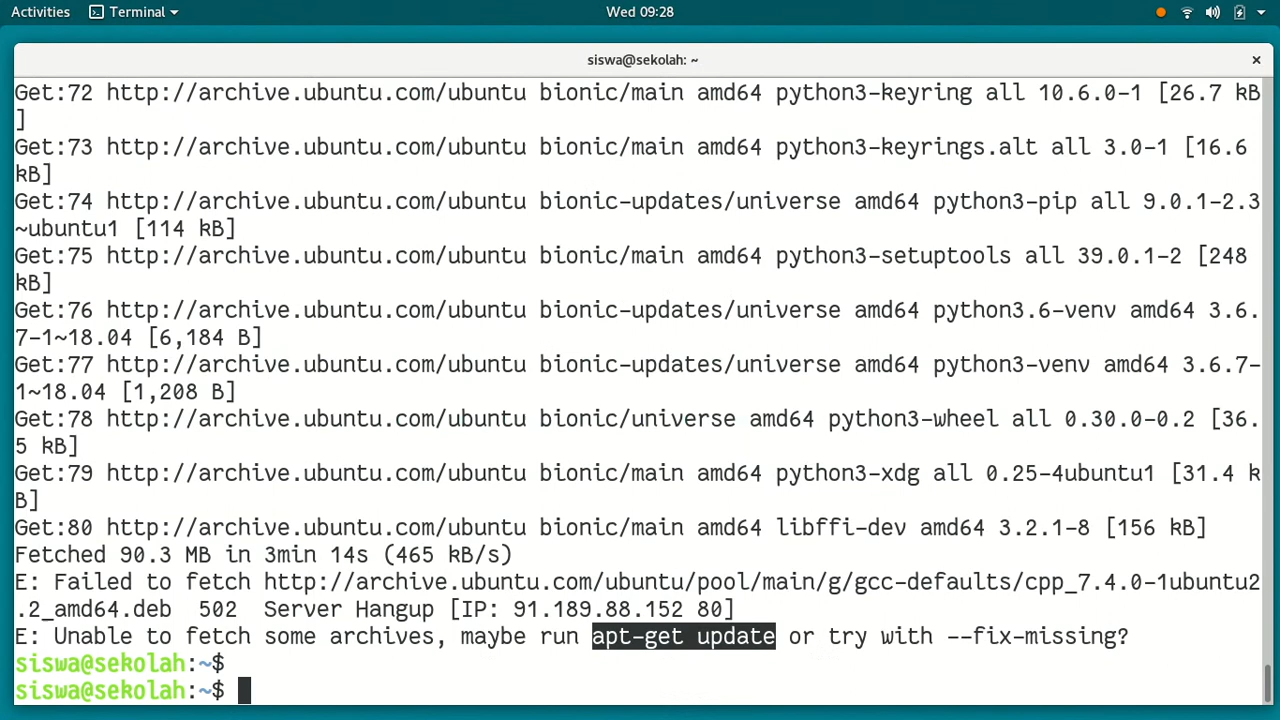 Activities Terminal Wed 09:28
siswa@sekolah: ~
Get:72 http://archive.ubuntu.com/ubuntu bionic/main amd64 python3-keyring all 10.6.0-1 [26.7 kB
]
Get:73 http://archive.ubuntu.com/ubuntu bionic/main amd64 python3-keyrings.alt all 3.0-1 [16.6
kB]
Get:74 http://archive.ubuntu.com/ubuntu bionic-updates/universe amd64 python3-pip all 9.0.1-2.3
~ubuntu1 [114 kB]
Get:75 http://archive.ubuntu.com/ubuntu bionic/main amd64 python3-setuptools all 39.0.1-2 [248
kB]
Get:76 http://archive.ubuntu.com/ubuntu bionic-updates/universe amd64 python3.6-venv amd64 3.6.
7-1~18.04 [6,184 B]
Get:77 http://archive.ubuntu.com/ubuntu bionic-updates/universe amd64 python3-venv amd64 3.6.7-
1~18.04 [1,208 B]
Get:78 http://archive.ubuntu.com/ubuntu bionic/universe amd64 python3-wheel all 0.30.0-0.2 [36.
5 kB]
Get:79 http://archive.ubuntu.com/ubuntu bionic/main amd64 python3-xdg all 0.25-4ubuntu1 [31.4 k
B]
Get:80 http://archive.ubuntu.com/ubuntu bionic/main amd64 libffi-dev amd64 3.2.1-8 [156 kB]
Fetched 90.3 MB in 3min 14s (465 kB/s)
E: Failed to fetch http://archive.ubuntu.com/ubuntu/pool/main/g/gcc-defaults/cpp_7.4.0-1ubuntu2
.2_amd64.deb  502  Server Hangup [IP: 91.189.88.152 80]
E: Unable to fetch some archives, maybe run apt-get update or try with --fix-missing?
siswa@sekolah:~$
siswa@sekolah:~$